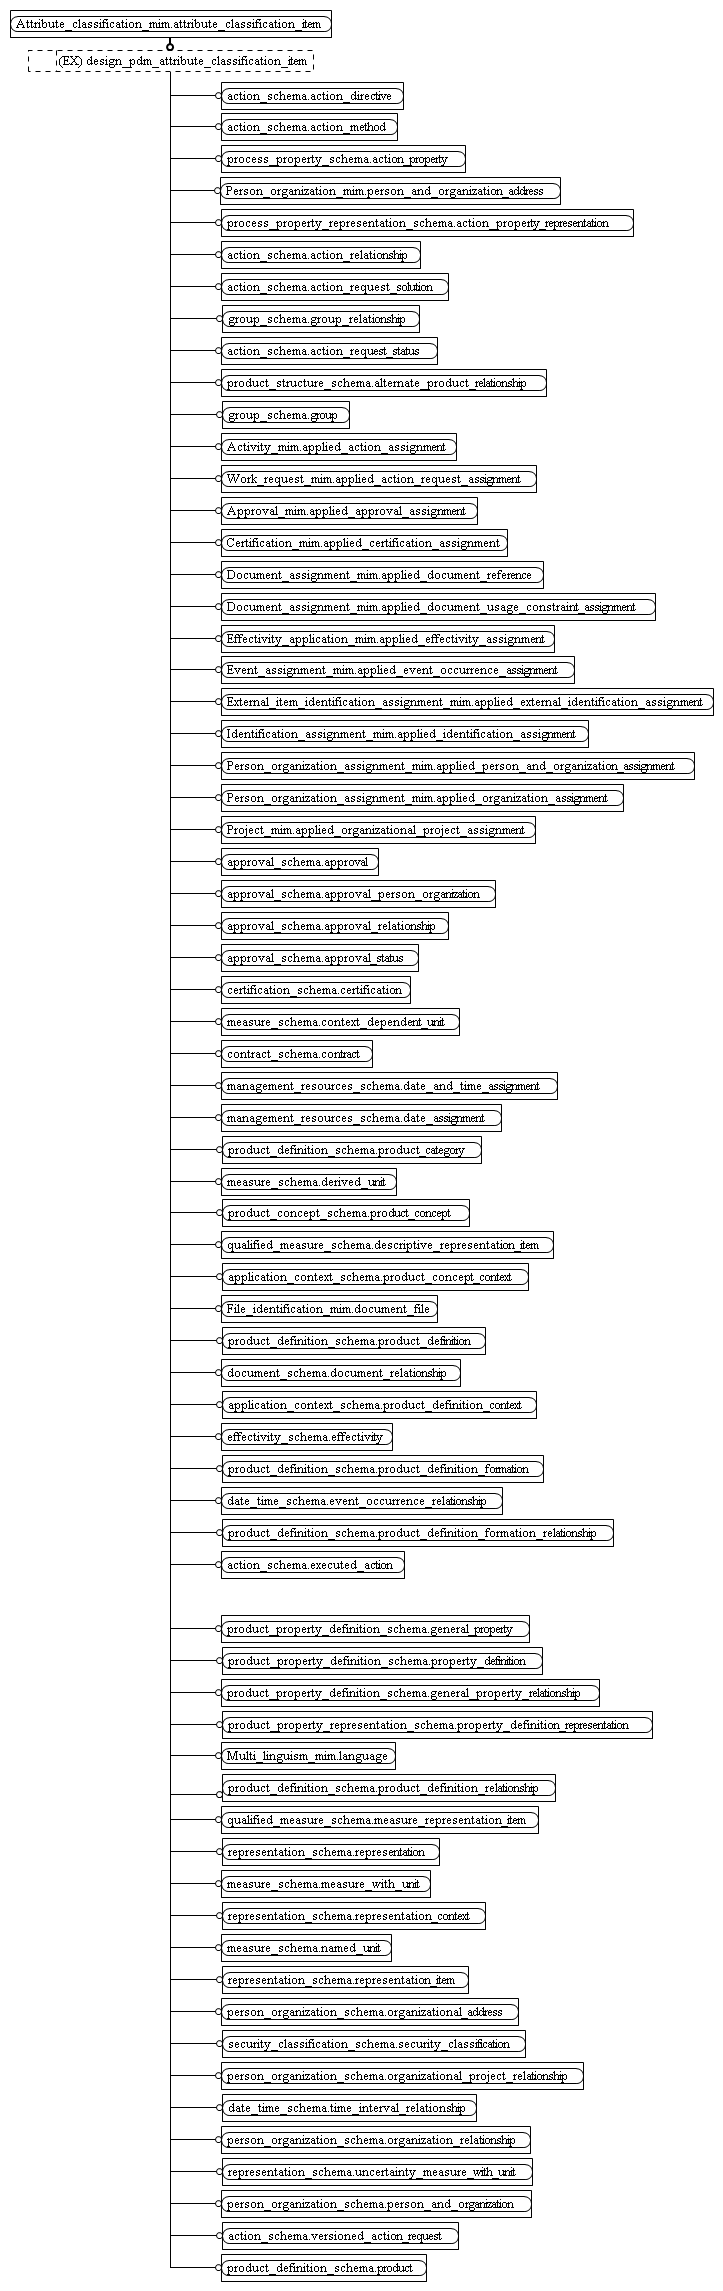 Attribute_classification_mim.attribute_classification_item
(EX) design_pdm_attribute_classification_item
action_schema.action_directive
action_schema.action_method
process_property_schema.action_property
Person_organization_mim.person_and_organization_address
process_property_representation_schema.action_property_representation
action_schema.action_relationship
action_schema.action_request_solution
group_schema.group_relationship
action_schema.action_request_status
product_structure_schema.alternate_product_relationship
group_schema.group
Activity_mim.applied_action_assignment
Work_request_mim.applied_action_request_assignment
Approval_mim.applied_approval_assignment
Certification_mim.applied_certification_assignment
Document_assignment_mim.applied_document_reference
Document_assignment_mim.applied_document_usage_constraint_assignment
Effectivity_application_mim.applied_effectivity_assignment
Event_assignment_mim.applied_event_occurrence_assignment
External_item_identification_assignment_mim.applied_external_identification_assignment
Identification_assignment_mim.applied_identification_assignment
Person_organization_assignment_mim.applied_person_and_organization_assignment
Person_organization_assignment_mim.applied_organization_assignment
Project_mim.applied_organizational_project_assignment
approval_schema.approval
approval_schema.approval_person_organization
approval_schema.approval_relationship
approval_schema.approval_status
certification_schema.certification
measure_schema.context_dependent_unit
contract_schema.contract
management_resources_schema.date_and_time_assignment
management_resources_schema.date_assignment
product_definition_schema.product_category
measure_schema.derived_unit
product_concept_schema.product_concept
qualified_measure_schema.descriptive_representation_item
application_context_schema.product_concept_context
File_identification_mim.document_file
product_definition_schema.product_definition
document_schema.document_relationship
application_context_schema.product_definition_context
effectivity_schema.effectivity
product_definition_schema.product_definition_formation
date_time_schema.event_occurrence_relationship
product_definition_schema.product_definition_formation_relationship
action_schema.executed_action
product_property_definition_schema.general_property
product_property_definition_schema.property_definition
product_property_definition_schema.general_property_relationship
product_property_representation_schema.property_definition_representation
Multi_linguism_mim.language
product_definition_schema.product_definition_relationship
qualified_measure_schema.measure_representation_item
representation_schema.representation
measure_schema.measure_with_unit
representation_schema.representation_context
measure_schema.named_unit
representation_schema.representation_item
person_organization_schema.organizational_address
security_classification_schema.security_classification
person_organization_schema.organizational_project_relationship
date_time_schema.time_interval_relationship
person_organization_schema.organization_relationship
representation_schema.uncertainty_measure_with_unit
person_organization_schema.person_and_organization
action_schema.versioned_action_request
product_definition_schema.product